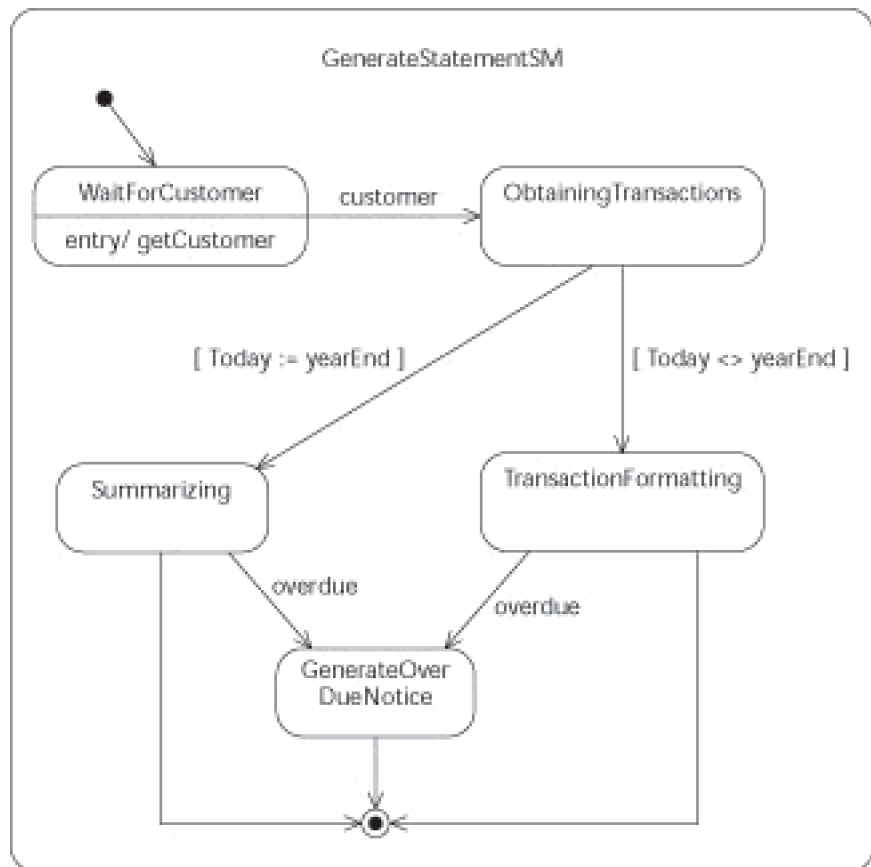 GenerateStatementSM
WaitForCustomer
entry/ getCustomer
customer
ObtainingTransactions
[ Today := yearEnd ]
[ Today <> yearEnd ]
Summarizing
TransactionFormatting
overdue
overdue
GenerateOver
DueNotice